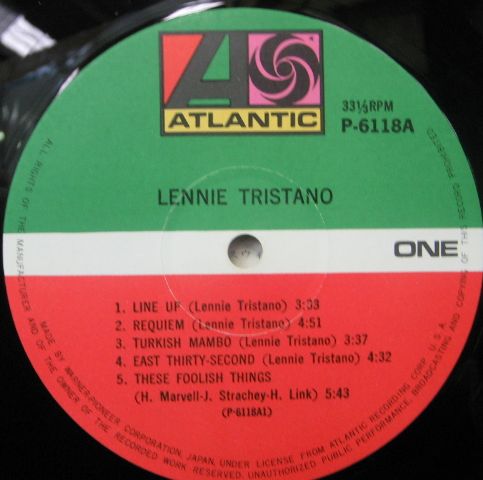 ATLANTIC
33⅓RPM
P-6118A
LENNIE TRISTANO
ONE
1. LINE UP (Lennie Tristano) 3:33
2. REQUIEM (Lennie Tristano) 4:51
3. TURKISH MAMBO (Lennie Tristano) 3:37
4. EAST THIRTY-SECOND (Lennie Tristano) 4:32
5. THESE FOOLISH THINGS
(H. Marvell-J. Strachey-H. Link) 5:43
(P-6118A1)
MADE BY WARNER-PIONEER CORPORATION, JAPAN, UNDER LICENSE FROM ATLANTIC RECORDING CORP. U.S.A.
ALL RIGHTS OF THE MANUFACTURER AND OF THE OWNER OF THE RECORDED WORK RESERVED. UNAUTHORIZED PUBLIC PERFORMANCE, BROADCASTING AND COPYING OF THIS RECORD PROHIBITED